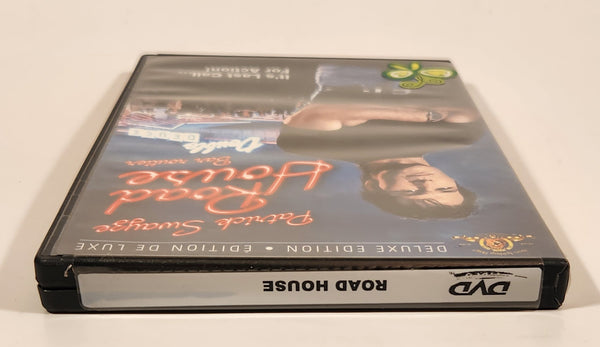 DELUXE EDITION • ÉDITION DE LUXE
Patrick Swayze
Road
House
Bar routier
Double
DEUCE
It's Last Call...
For Action!
ROAD HOUSE
DVD